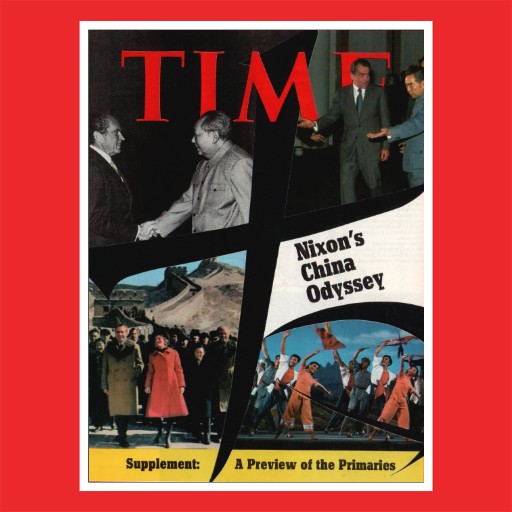 TIME
Nixon's
China
Odyssey
Supplement: A Preview of the Primaries